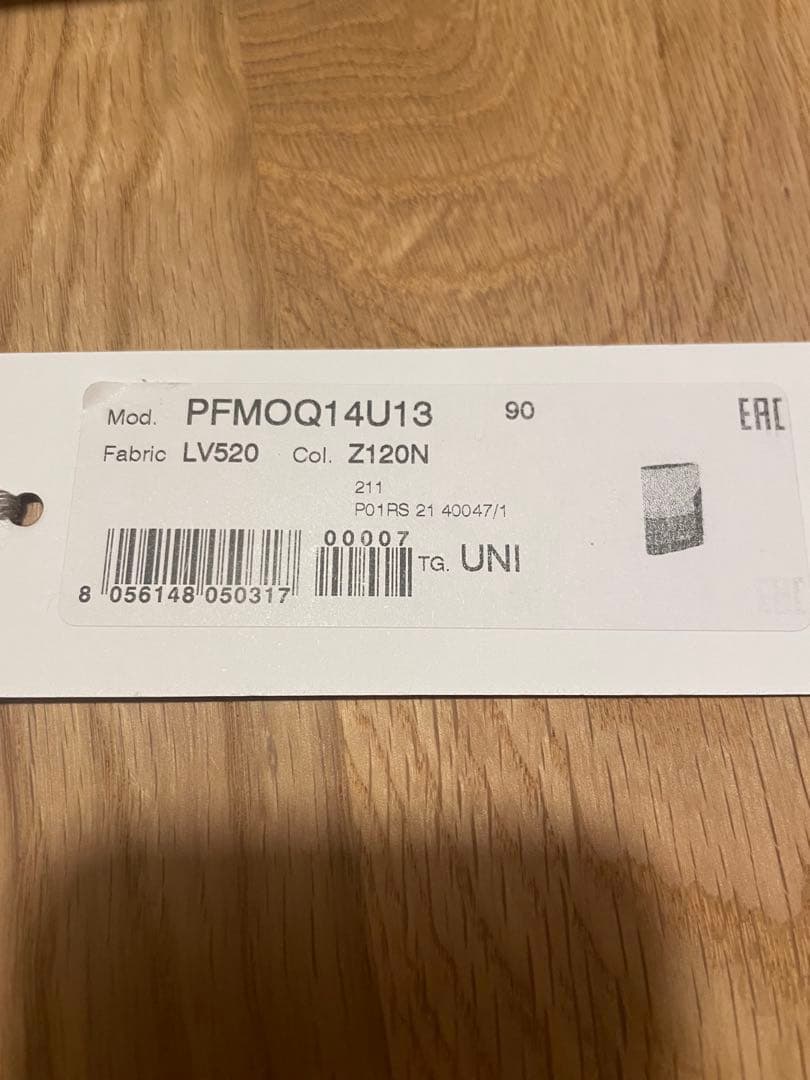 Mod. PFMOQ14U13 90 EAC
Fabric LV520 Col. Z120N
211
P01RS 21 40047/1
00007
TG. UNI
8 056148 050317